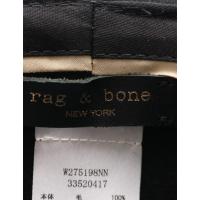 rag & bone
NEW YORK
W275198NN
33520417
本体 毛 100%